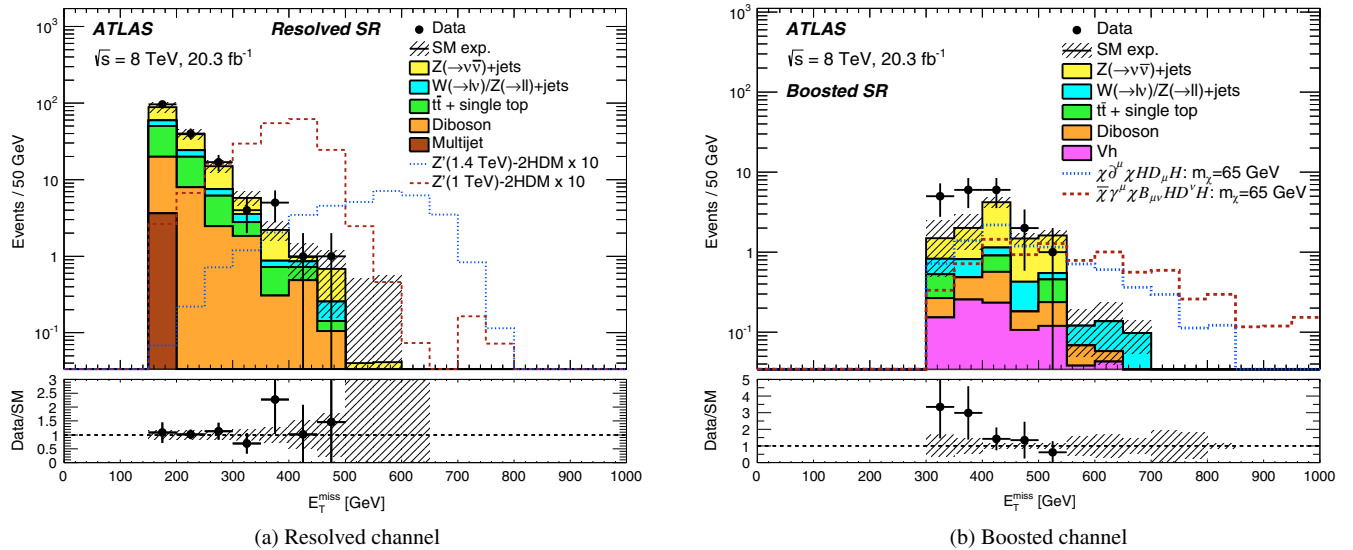 ATLAS Resolved SR
√s = 8 TeV, 20.3 fb⁻¹
Data
SM exp.
Z(→νν̄)+jets
W(→lν)/Z(→ll)+jets
tt̄ + single top
Diboson
Multijet
Z'(1.4 TeV)-2HDM x 10
Z'(1 TeV)-2HDM x 10
Events / 50 GeV
10³
10²
10
1
10⁻¹
Data/SM
3
2.5
2
1.5
1
0.5
0
0 100 200 300 400 500 600 700 800 900 1000
E_T^miss [GeV]
(a) Resolved channel
ATLAS
√s = 8 TeV, 20.3 fb⁻¹
Boosted SR
Data
SM exp.
Z(→νν̄)+jets
W(→lν)/Z(→ll)+jets
tt̄ + single top
Diboson
Vh
χ∂^μχHD_μH: m_χ=65 GeV
χ̄γ^μχB_μνHD^νH: m_χ=65 GeV
Events / 50 GeV
10³
10²
10
1
10⁻¹
Data/SM
5
4
3
2
1
0
0 100 200 300 400 500 600 700 800 900 1000
E_T^miss [GeV]
(b) Boosted channel